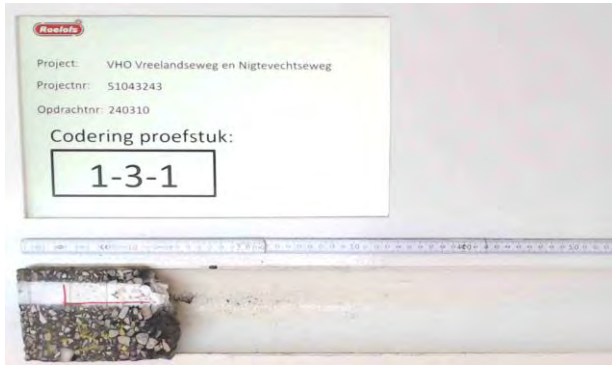 Roelofs
Project: VHO Vreelandseweg en Nigtevechtseweg
Projectnr: 51043243
Opdrachtnr: 240310
Codering proefstuk:
1-3-1